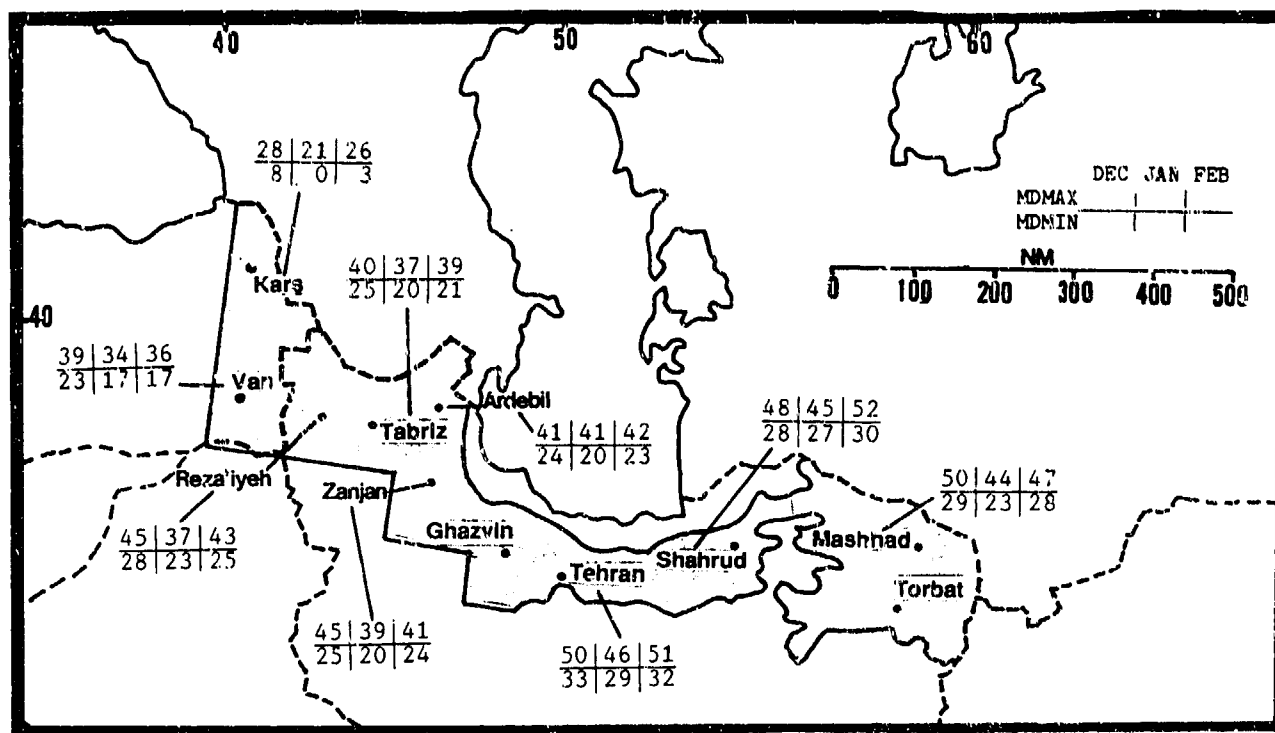 40 50 60
28|21|26
8|0|3
DEC JAN FEB
MDMAX
MDMIN
NM
0 100 200 300 400 500
Kars
40|37|39
25|20|21
40
39|34|36
23|17|17
Van
Ardebil
Tabriz
41|41|42
24|20|23
48|45|52
28|27|30
Reza'iyeh
Zanjan
50|44|47
29|23|28
45|37|43
28|23|25
Ghazvin
Mashhad
Shahrud
Tehran
Torbat
45|39|41
25|20|24
50|46|51
33|29|32